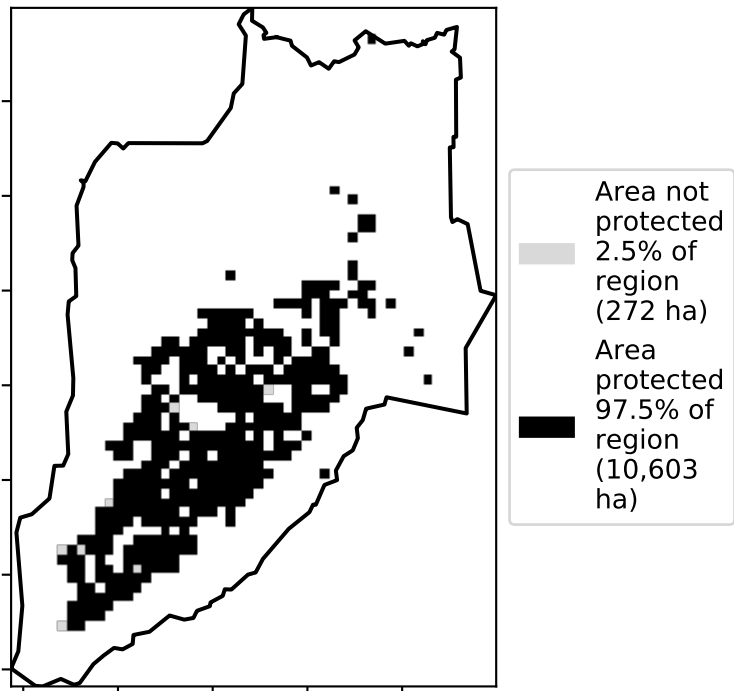 Area not
protected
2.5% of
region
(272 ha)
Area
protected
97.5% of
region
(10,603
ha)